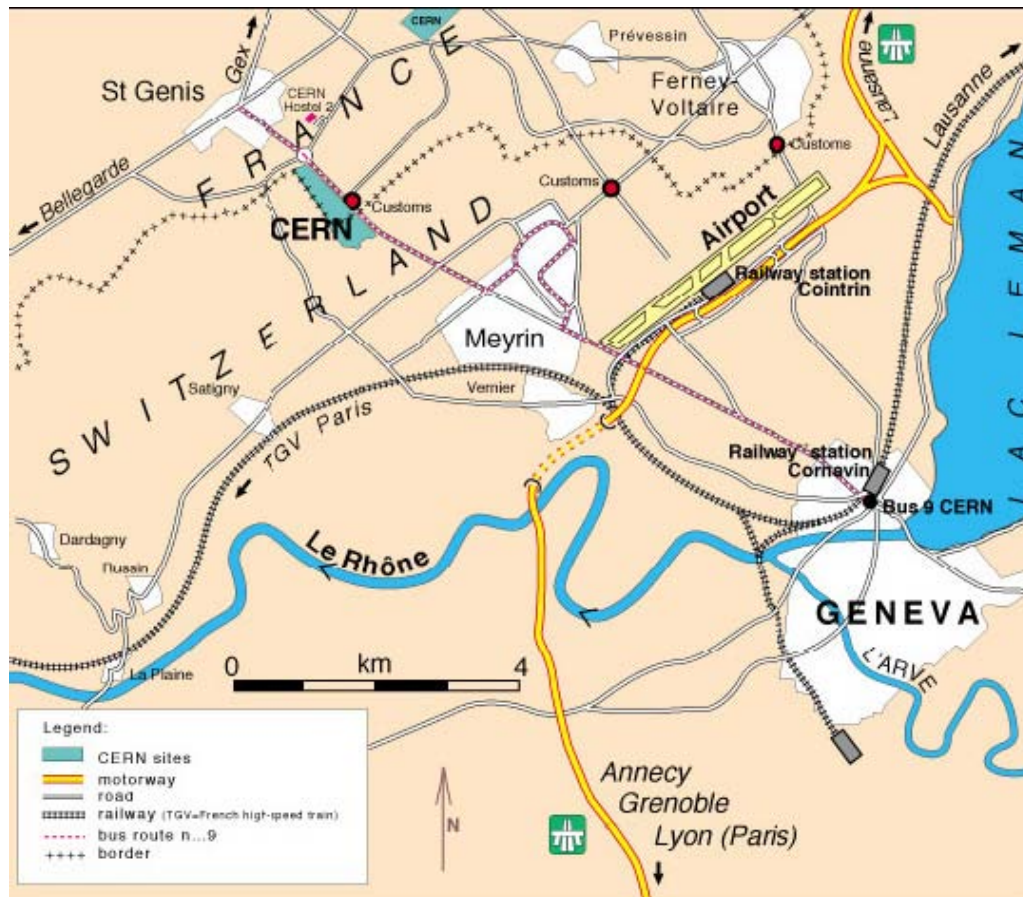 CERN
Prévessin
Gex
St Genis
CERN
Hostel 2
Ferney-
Voltaire
Lausanne
Lausanne
FRANCE
Customs
Customs
Customs
Bellegarde
CERN
SWITZERLAND
Airport
Railway station
Cointrin
LAC LEMAN
Meyrin
Satigny
Vernier
TGV Paris
Railway station
Cornavin
Bus 9 CERN
Dardagny
Le Rhône
GENEVA
La Plaine
L'ARVE
0 km 4
Legend:
CERN sites
motorway
road
railway (TGV=French high-speed train)
bus route n...9
border
N
Annecy
Grenoble
Lyon (Paris)